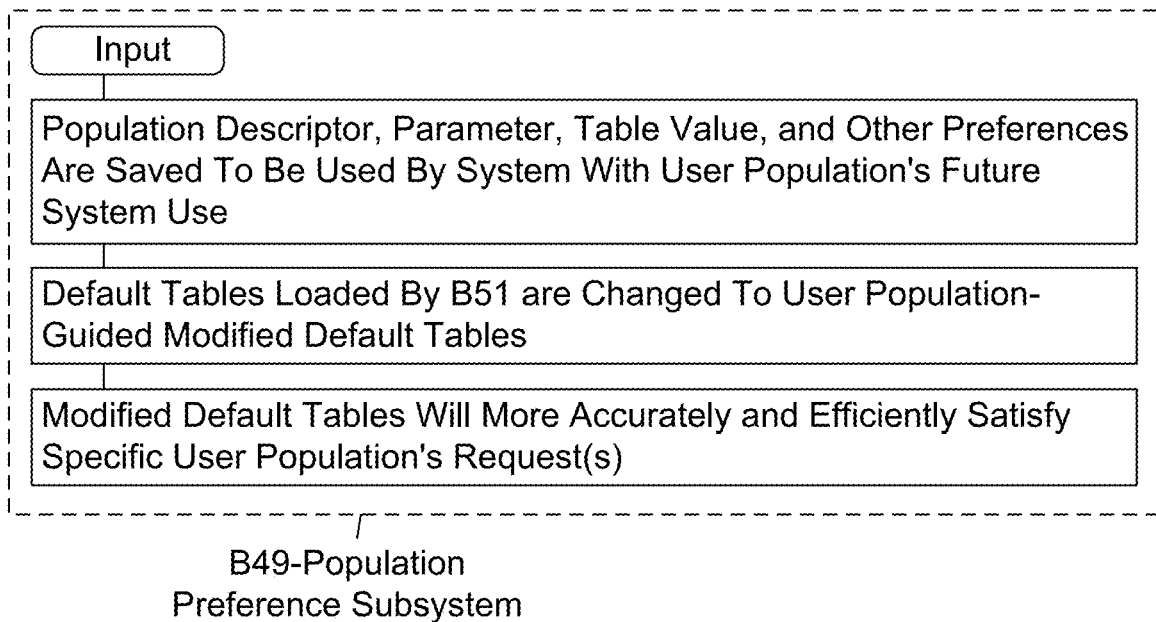 Input
Population Descriptor, Parameter, Table Value, and Other Preferences
Are Saved To Be Used By System With User Population's Future
System Use
Default Tables Loaded By B51 are Changed To User Population-
Guided Modified Default Tables
Modified Default Tables Will More Accurately and Efficiently Satisfy
Specific User Population's Request(s)
B49-Population
Preference Subsystem